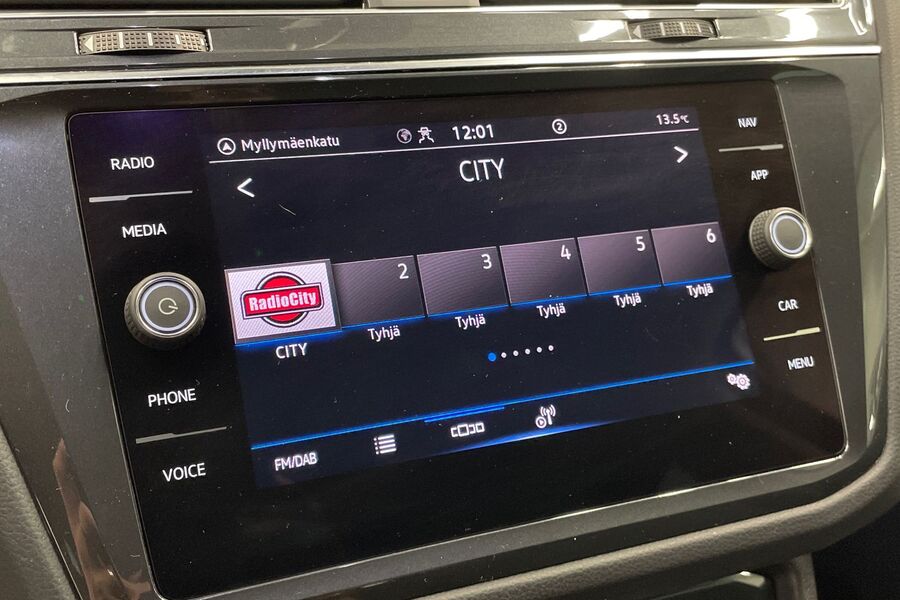 RADIO
MEDIA
PHONE
VOICE
Myllymäenkatu 12:01 2 13.5°C
CITY
RadioCity
2
3
4
5
6
CITY
Tyhjä
Tyhjä
Tyhjä
Tyhjä
Tyhjä
FM/DAB
NAV
APP
CAR
MENU